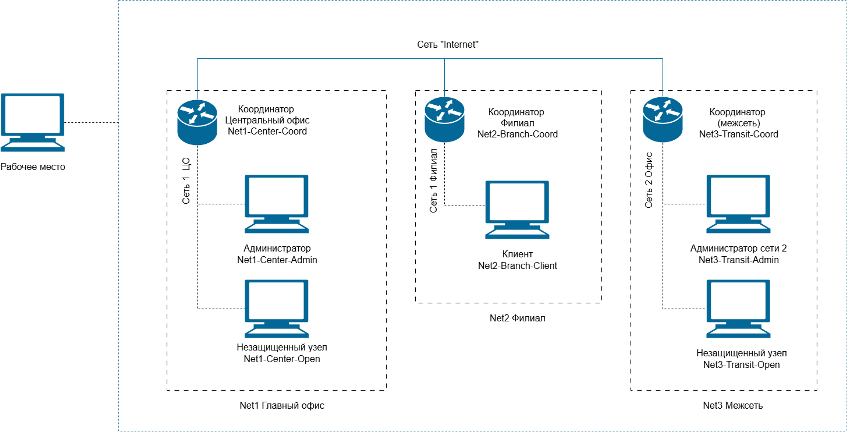 Сеть "Internet"
Рабочее место
Координатор
Центральный офис
Net1-Center-Coord
Сеть 1 ЦО
Администратор
Net1-Center-Admin
Незащищенный узел
Net1-Center-Open
Net1 Главный офис
Координатор
Филиал
Net2-Branch-Coord
Сеть 1 Филиал
Клиент
Net2-Branch-Client
Net2 Филиал
Координатор
(межсеть)
Net3-Transit-Coord
Сеть 2 Офис
Администратор сети 2
Net3-Transit-Admin
Незащищенный узел
Net3-Transit-Open
Net3 Межсеть